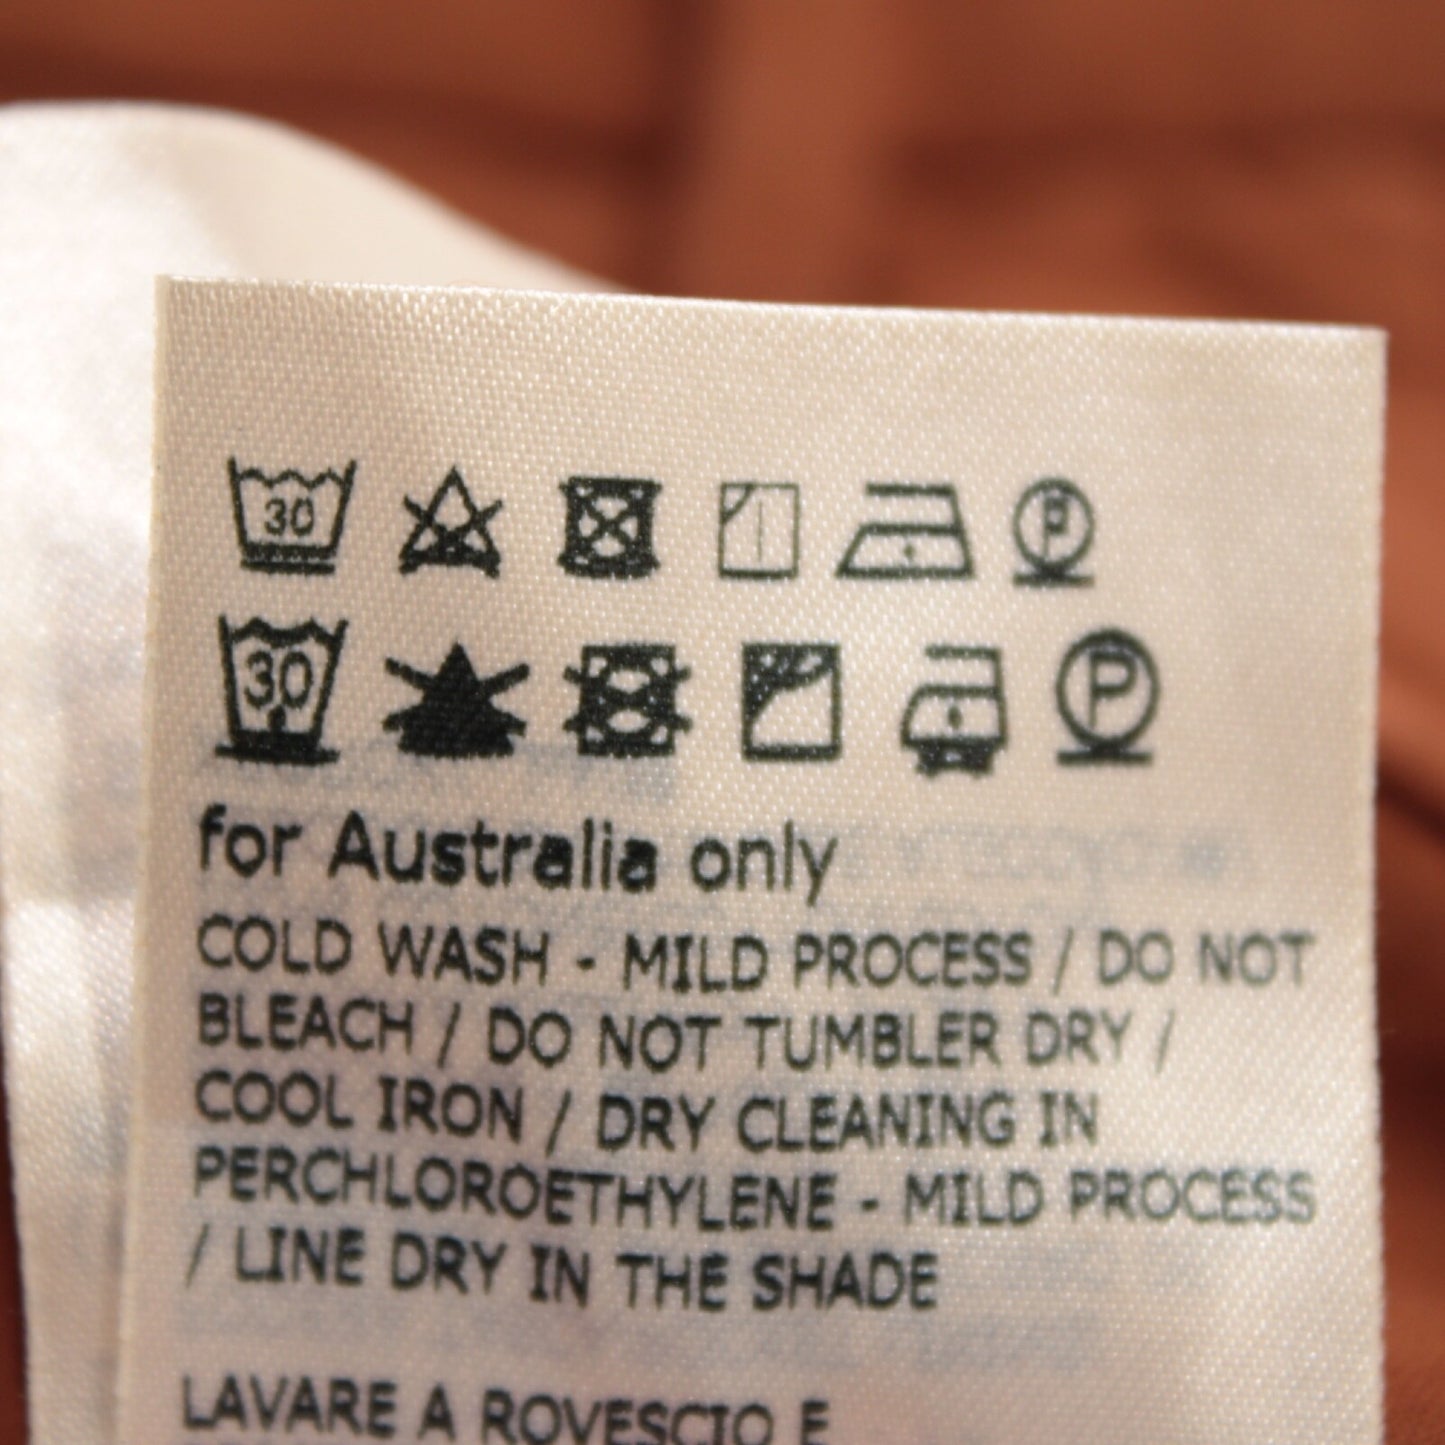 30
P
30
P
for Australia only
COLD WASH - MILD PROCESS / DO NOT
BLEACH / DO NOT TUMBLER DRY /
COOL IRON / DRY CLEANING IN
PERCHLOROETHYLENE - MILD PROCESS
/ LINE DRY IN THE SHADE
LAVARE A ROVESCIO E